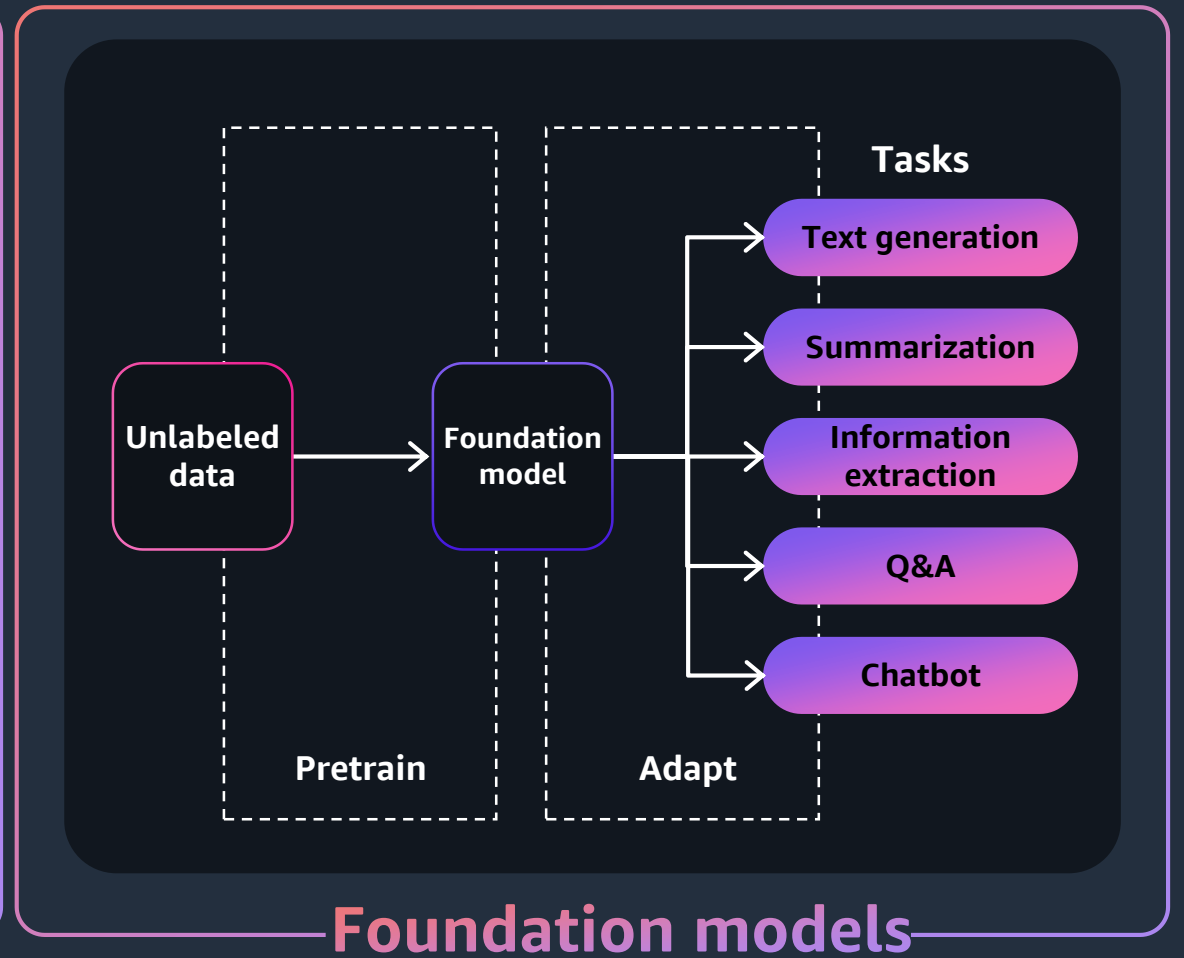 Tasks
Text generation
Summarization
Information
extraction
Q&A
Chatbot
Unlabeled
data
Foundation
model
Pretrain
Adapt
Foundation models